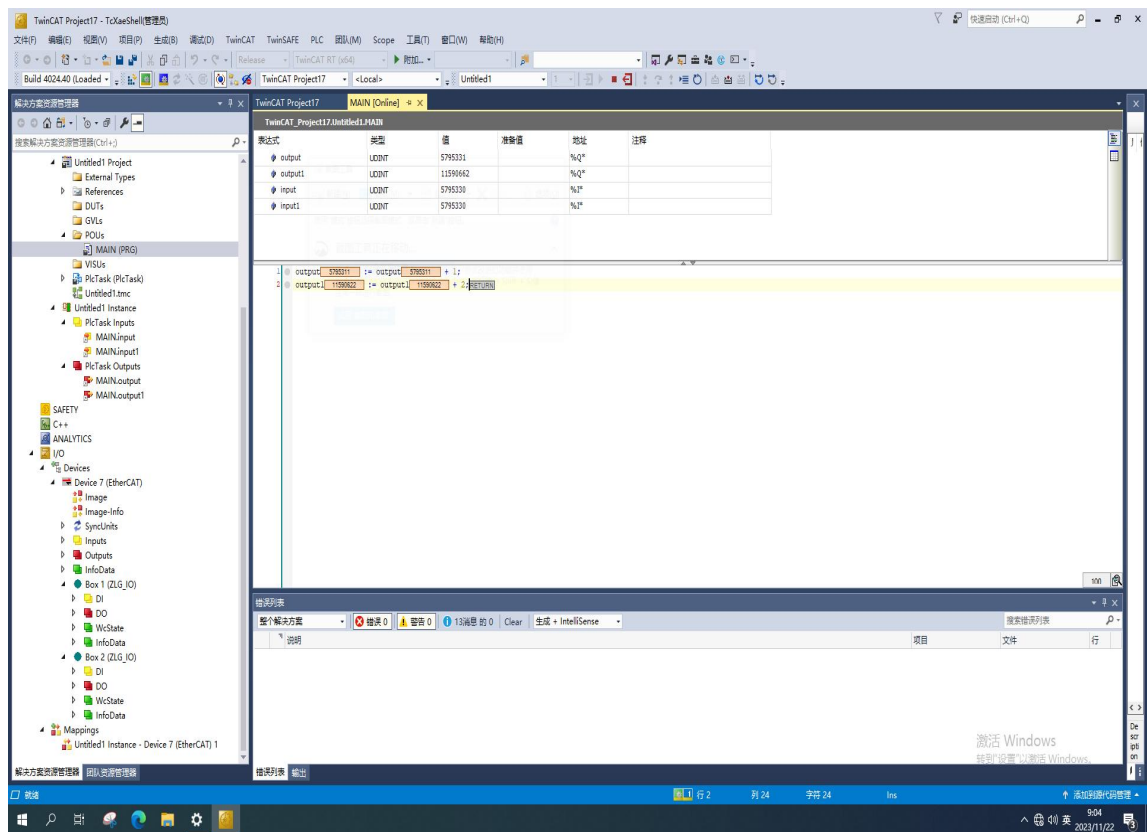 TwinCAT Project17 - TcXaeShell(管理员)
快速启动 (Ctrl+Q)
文件(F) 编辑(E) 视图(V) 项目(P) 生成(B) 调试(D) TwinCAT TwinSAFE PLC 团队(M) Scope 工具(T) 窗口(W) 帮助(H)
Release TwinCAT RT (x64) 附加...
Build 4024.40 (Loaded TwinCAT Project17 <Local> Untitled1 1
解决方案资源管理器
搜索解决方案资源管理器(Ctrl+;)
Untitled1 Project
External Types
References
DUTs
GVLs
POUs
MAIN (PRG)
VISUs
PlcTask (PlcTask)
Untitled1.tmc
Untitled1 Instance
PlcTask Inputs
MAIN.input
MAIN.input1
PlcTask Outputs
MAIN.output
MAIN.output1
SAFETY
C++
ANALYTICS
I/O
Devices
Device 7 (EtherCAT)
Image
Image-Info
SyncUnits
Inputs
Outputs
InfoData
Box 1 (ZLG_IO)
DI
DO
WcState
InfoData
Box 2 (ZLG_IO)
DI
DO
WcState
InfoData
Mappings
Untitled1 Instance - Device 7 (EtherCAT) 1
解决方案资源管理器 团队资源管理器
TwinCAT Project17 MAIN [Online]
TwinCAT_Project17.Untitled1.MAIN
表达式 类型 值 准备值 地址 注释
output UDINT 5795331 %Q*
output1 UDINT 11590662 %Q*
input UDINT 5795330 %I*
input1 UDINT 5795330 %I*
1 output 5795311 := output 5795311 + 1;
2 output1 11590622 := output1 11590622 + 2;RETURN
100
错误列表
整个解决方案 错误 0 警告 0 13消息 的 0 Clear 生成 + IntelliSense 搜索错误列表
说明 项目 文件 行
激活 Windows
转到"设置"以激活 Windows。
Description
错误列表 输出
就绪 行 2 列 24 字符 24 Ins 添加到源代码管理
英 9:04
2023/11/22